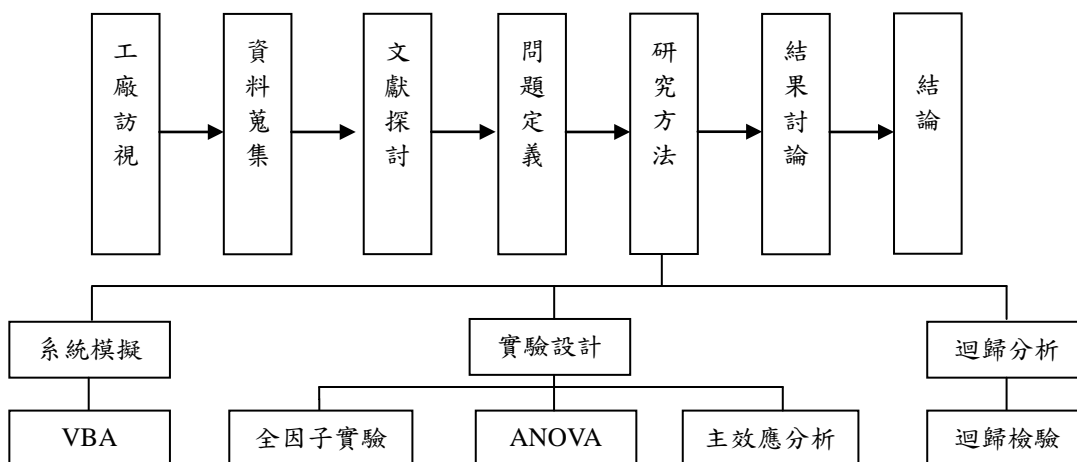 工廠訪視
資料蒐集
文獻探討
問題定義
研究方法
結果討論
結論
系統模擬
實驗設計
迴歸分析
VBA
全因子實驗
ANOVA
主效應分析
迴歸檢驗